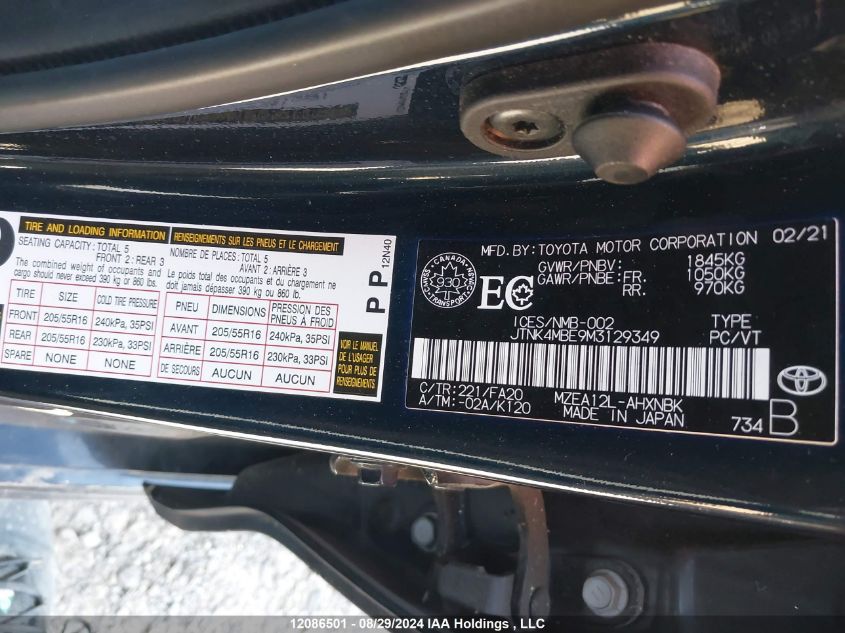 TIRE AND LOADING INFORMATION
RENSEIGNEMENTS SUR LES PNEUS ET LE CHARGEMENT
SEATING CAPACITY : TOTAL 5
FRONT 2 : REAR 3
The combined weight of occupants and
cargo should never exceed 390 kg or 860 lb.
NOMBRE DE PLACES : TOTAL 5
AVANT 2 : ARRIÈRE 3
Le poids total des occupants et du chargement ne
doit jamais dépasser 390 kg ou 860 lb.
TIRE SIZE COLD TIRE PRESSURE
FRONT 205/55R16 240kPa, 35PSI
REAR 205/55R16 230kPa, 33PSI
SPARE NONE NONE
PNEU DIMENSIONS PRESSION DES PNEUS À FROID
AVANT 205/55R16 240kPa, 35PSI
ARRIÈRE 205/55R16 230kPa, 33PSI
DE SECOURS AUCUN AUCUN
VOIR LE MANUEL
POUR PLUS DE
RENSEIGNEMENTS
P P 12N40
MFD.BY: TOYOTA MOTOR CORPORATION 02/21
GVWR/PNBV: 1845KG
GAWR/PNBE: FR. 1050KG
RR. 970KG
CANADA
930
TRANSPORT
EC
ICES/NMB-002 TYPE
JTNK4MBE9M3129349 PC/VT
C/TR: 221/FA20 MZEA12L-AHXNBK
A/TM: -02A/K120 MADE IN JAPAN
734 B
12086501 - 08/29/2024 IAA Holdings, LLC